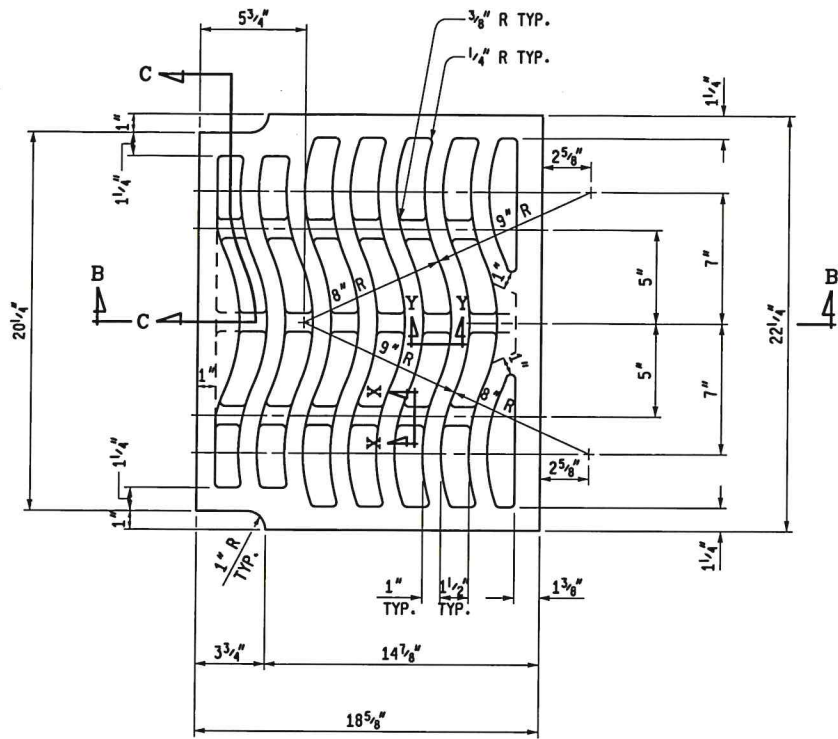 5 3/4"
3/8" R TYP.
1/4" R TYP.
C
1"
1 1/4"
1 1/4"
2 5/8"
9" R
1"
8" R
B
C
Y Y
B
20 1/4"
5"
7"
22 1/4"
9" R
1"
1"
X
8" R
5"
7"
X
1 1/4"
2 5/8"
1"
1" R
TYP.
1 1/4"
1"
TYP.
1 1/2"
TYP.
1 3/8"
3 3/4"
14 7/8"
18 5/8"